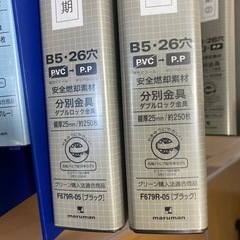 期
B5・26穴
PVC→P.P
安全燃却素材
分別金具
ダブルロック金具
背厚25mm/約250枚
グリーン購入法適合商品
F679R-05[ブラック]
maruman
B5・26穴
PVC→P.P
安全燃却素材
分別金具
ダブルロック金具
背厚25mm/約250枚
グリーン購入法適合商品
F679R-05[ブラック]
maruman